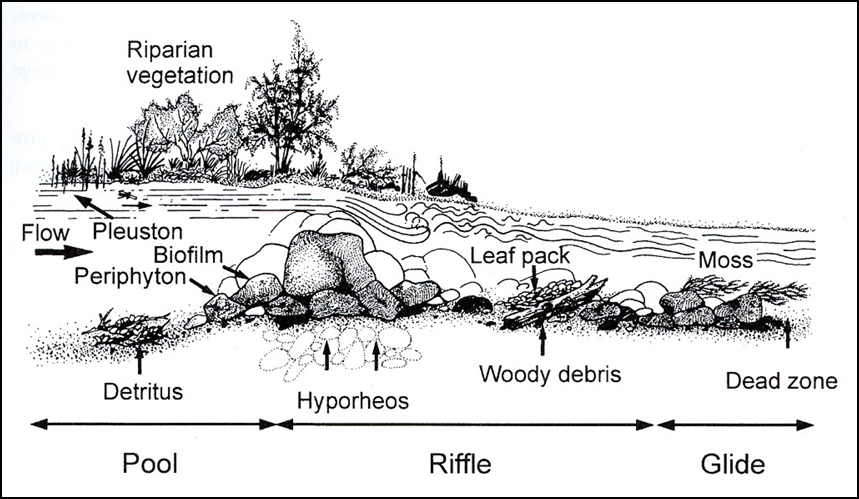 Riparian
vegetation
Flow
Pleuston
Biofilm
Periphyton
Leaf pack
Moss
Detritus
Hyporheos
Woody debris
Dead zone
Pool
Riffle
Glide